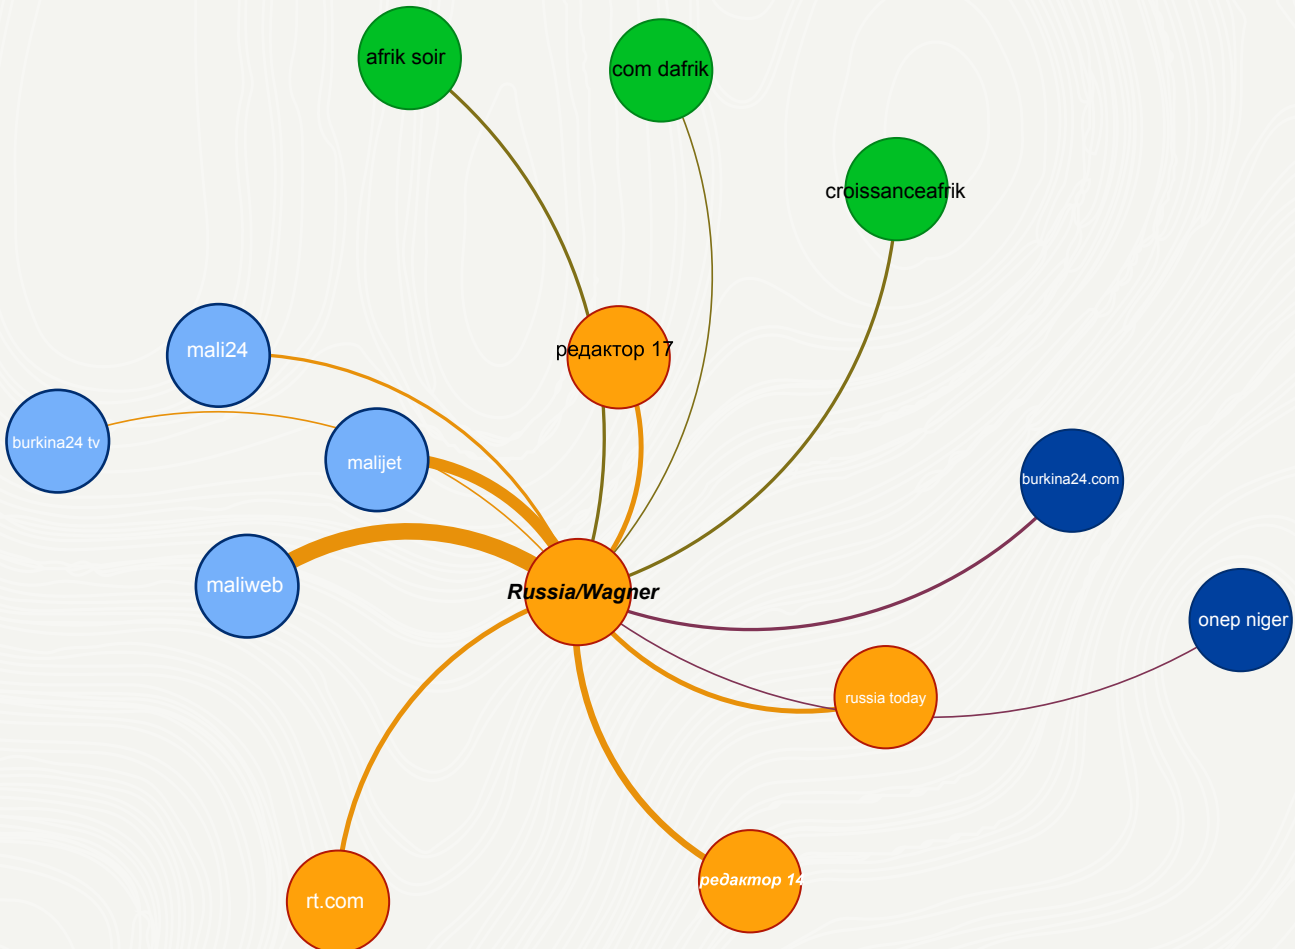 afrik soir
com dafrik
croissanceafrik
mali24
редактор 17
burkina24 tv
malijet
burkina24.com
maliweb
Russia/Wagner
onep niger
russia today
rt.com
редактор 14